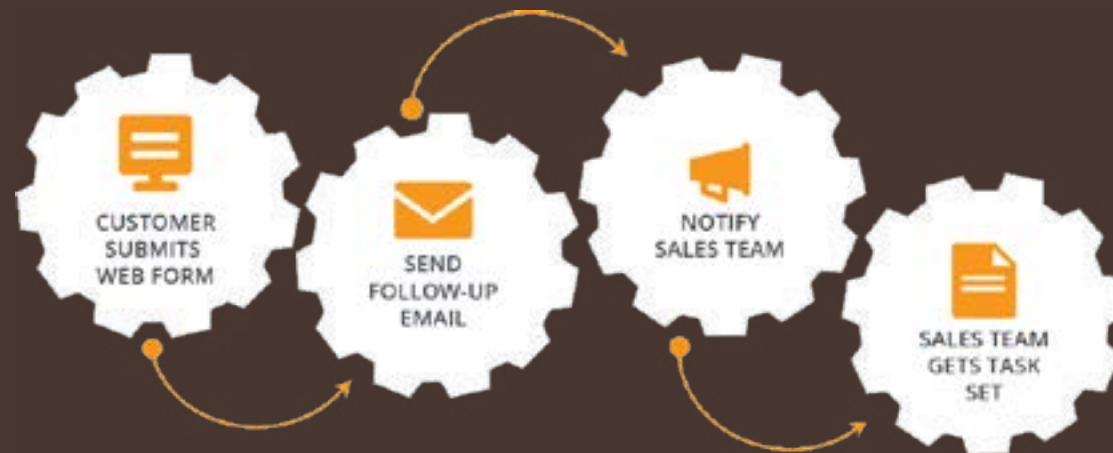 CUSTOMER
SUBMITS
WEB FORM
SEND
FOLLOW-UP
EMAIL
NOTIFY
SALES TEAM
SALES TEAM
GETS TASK
SET